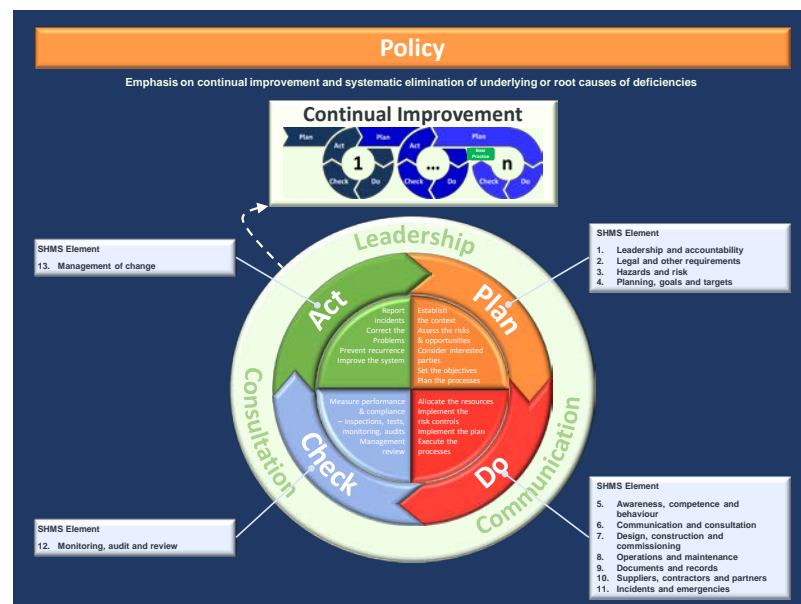 Policy
Emphasis on continual improvement and systematic elimination of underlying or root causes of deficiencies
Continual Improvement
Plan
Act
Plan
Act
Plan
New
Practice
1
...
n
Check
Do
Check
Do
Check
Do
Leadership
SHMS Element
13. Management of change
SHMS Element
1. Leadership and accountability
2. Legal and other requirements
3. Hazards and risk
4. Planning, goals and targets
Act
Plan
Report
incidents
Correct the
Problems
Prevent recurrence
Improve the system
Establish
the context
Assess the risks
& opportunities
Consider interested
parties
Set the objectives
Plan the processes
Measure performance
& compliance
– Inspections, tests,
monitoring, audits
Management
review
Allocate the resources
Implement the
risk controls
Implement the plan
Execute the
processes
Check
Do
Consultation
Communication
SHMS Element
12. Monitoring, audit and review
SHMS Element
5. Awareness, competence and
behaviour
6. Communication and consultation
7. Design, construction and
commissioning
8. Operations and maintenance
9. Documents and records
10. Suppliers, contractors and partners
11. Incidents and emergencies